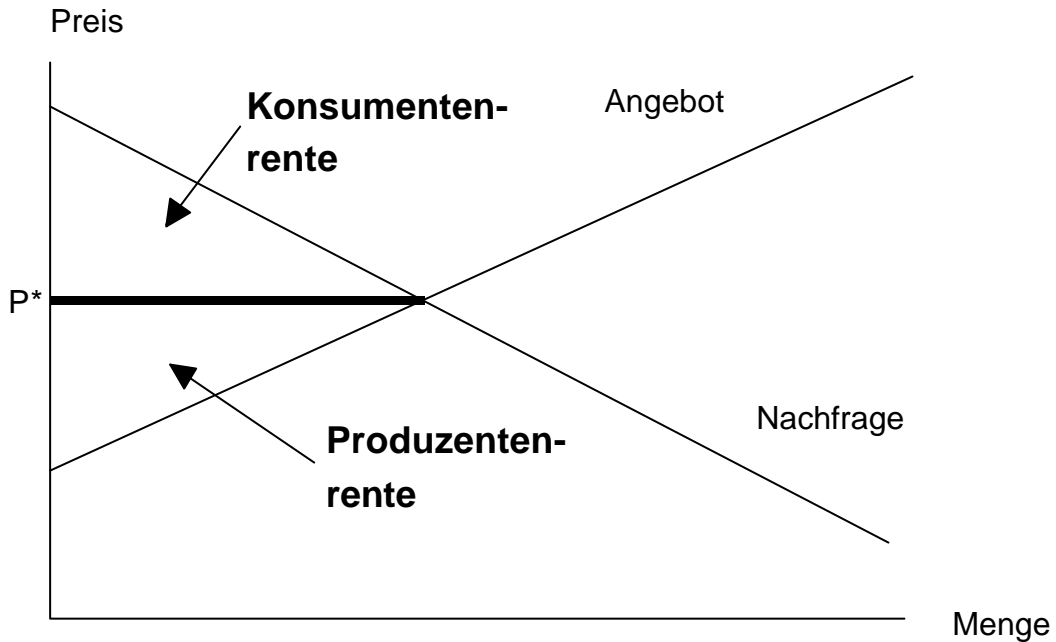 Preis
Konsumenten-
rente
Angebot
P*
Nachfrage
Produzenten-
rente
Menge